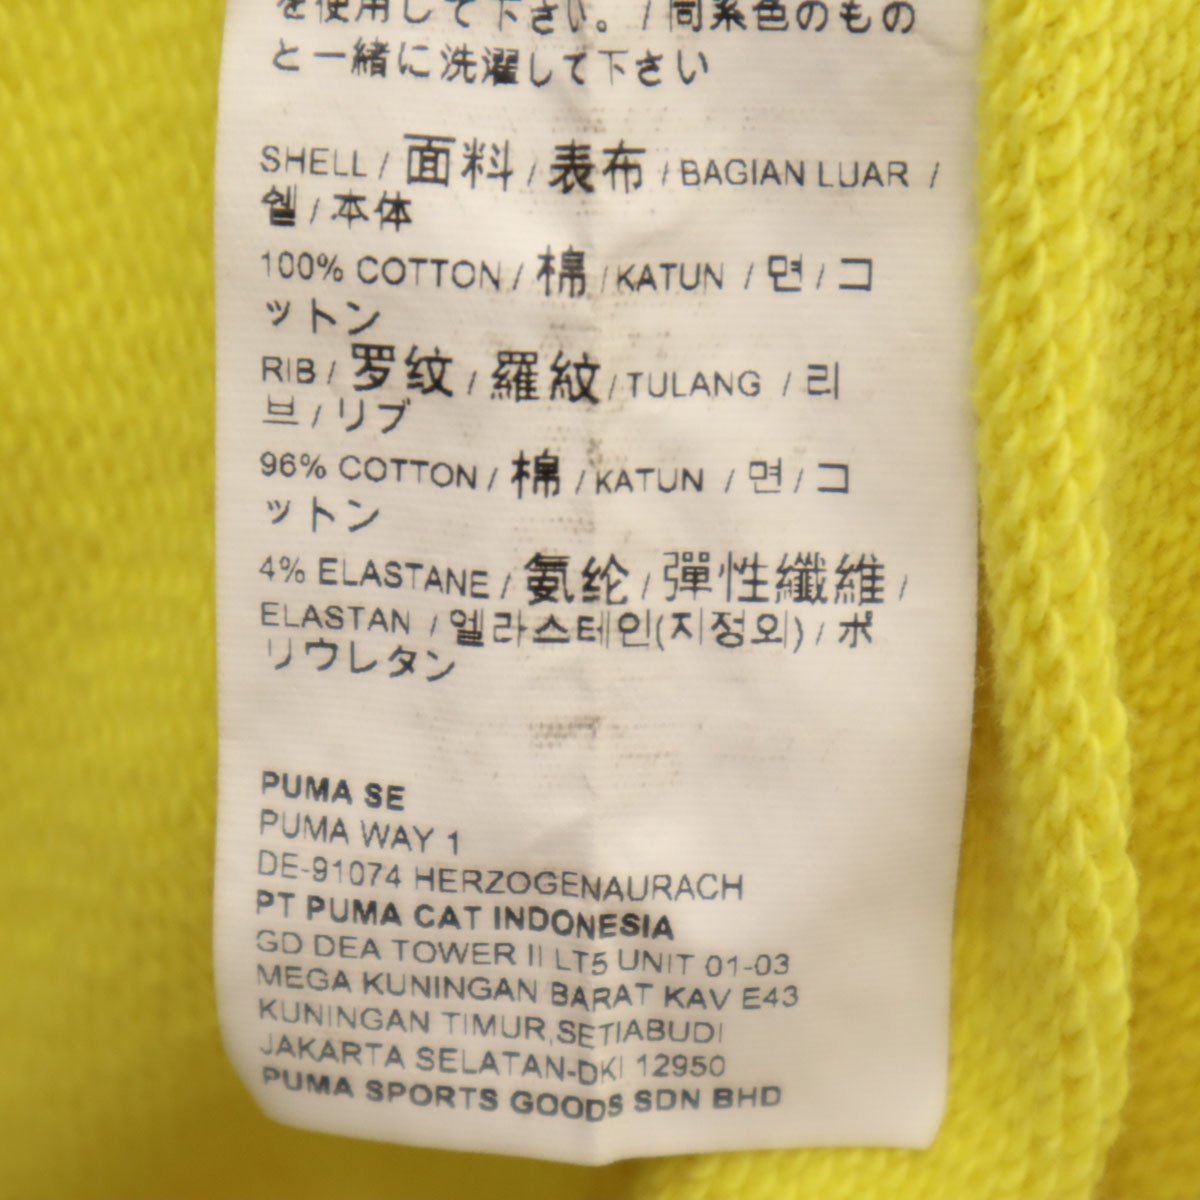 を使用して下さい。/ 同系色のもの
と一緒に洗濯して下さい
SHELL / 面料 / 表布 / BAGIAN LUAR /
쉘 / 本体
100% COTTON / 棉 / KATUN / 면 / コ
ットン
RIB / 罗纹 / 羅紋 / TULANG / 리
브 / リブ
96% COTTON / 棉 / KATUN / 면 / コ
ットン
4% ELASTANE / 氨纶 / 彈性纖維 /
ELASTAN / 엘라스테인(지정외) / ポ
リウレタン
PUMA SE
PUMA WAY 1
DE-91074 HERZOGENAURACH
PT PUMA CAT INDONESIA
GD DEA TOWER II LT5 UNIT 01-03
MEGA KUNINGAN BARAT KAV E43
KUNINGAN TIMUR,SETIABUDI
JAKARTA SELATAN-DKI 12950
PUMA SPORTS GOODS SDN BHD